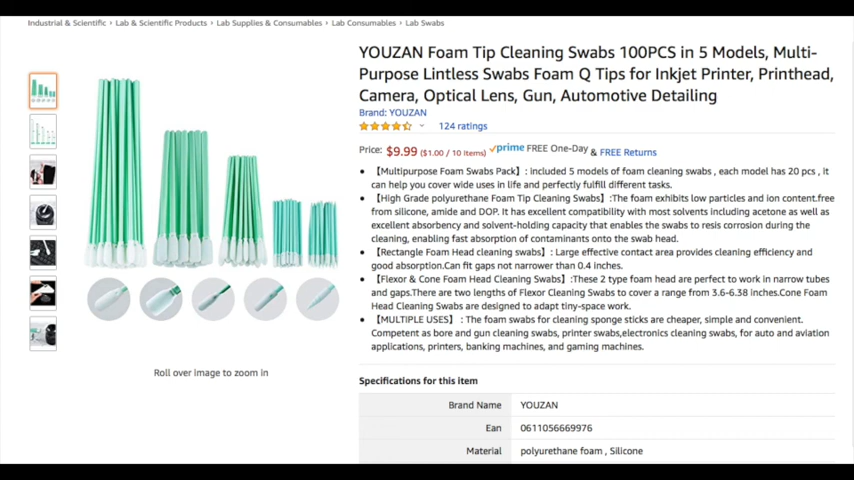 Industrial & Scientific › Lab & Scientific Products › Lab Supplies & Consumables › Lab Consumables › Lab Swabs
YOUZAN Foam Tip Cleaning Swabs 100PCS in 5 Models, Multi-
Purpose Lintless Swabs Foam Q Tips for Inkjet Printer, Printhead,
Camera, Optical Lens, Gun, Automotive Detailing
Brand: YOUZAN
124 ratings
Price: $9.99 ($1.00 / 10 Items) prime FREE One-Day & FREE Returns
• 【Multipurpose Foam Swabs Pack】: included 5 models of foam cleaning swabs , each model has 20 pcs , it
can help you cover wide uses in life and perfectly fulfill different tasks.
• 【High Grade polyurethane Foam Tip Cleaning Swabs】:The foam exhibits low particles and ion content.free
from silicone, amide and DOP. It has excellent compatibility with most solvents including acetone as well as
excellent absorbency and solvent-holding capacity that enables the swabs to resis corrosion during the
cleaning, enabling fast absorption of contaminants onto the swab head.
• 【Rectangle Foam Head cleaning swabs】: Large effective contact area provides cleaning efficiency and
good absorption.Can fit gaps not narrower than 0.4 inches.
• 【Flexor & Cone Foam Head Cleaning Swabs】:These 2 type foam head are perfect to work in narrow tubes
and gaps.There are two lengths of Flexor Cleaning Swabs to cover a range from 3.6-6.38 inches.Cone Foam
Head Cleaning Swabs are designed to adapt tiny-space work.
• 【MULTIPLE USES】 : The foam swabs for cleaning sponge sticks are cheaper, simple and convenient.
Competent as bore and gun cleaning swabs, printer swabs,electronics cleaning swabs, for auto and aviation
applications, printers, banking machines, and gaming machines.
Roll over image to zoom in
Specifications for this item
Brand Name YOUZAN
Ean 0611056669976
Material polyurethane foam , Silicone